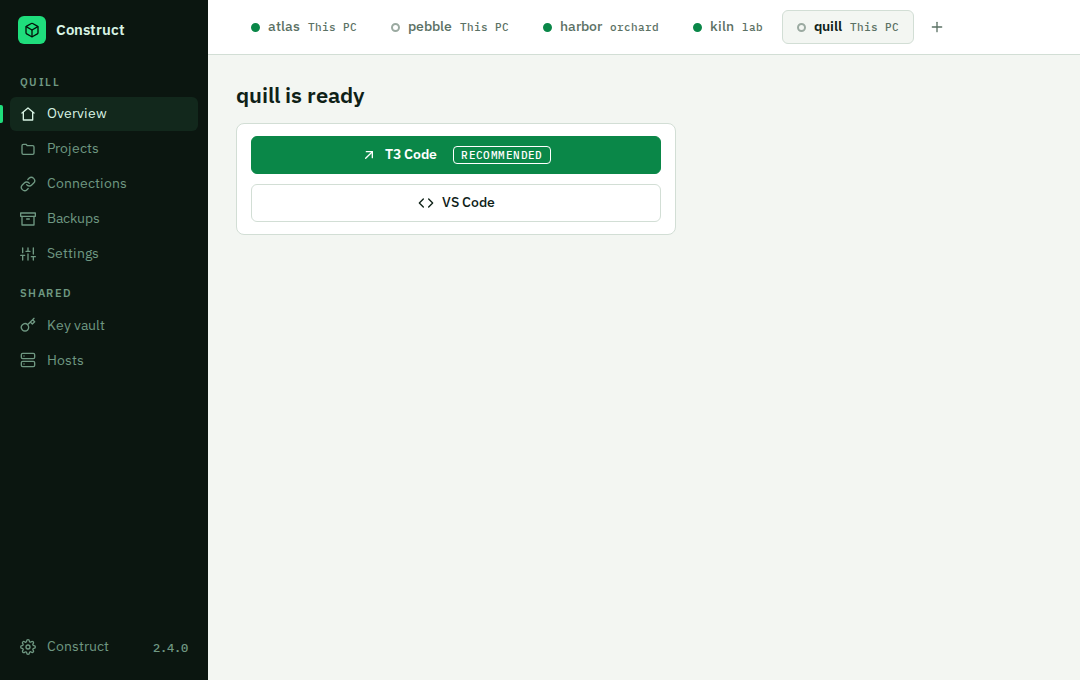 Construct
QUILL
Overview
Projects
Connections
Backups
Settings
SHARED
Key vault
Hosts
Construct 2.4.0
atlas This PC pebble This PC harbor orchard kiln lab quill This PC
quill is ready
T3 Code RECOMMENDED
VS Code